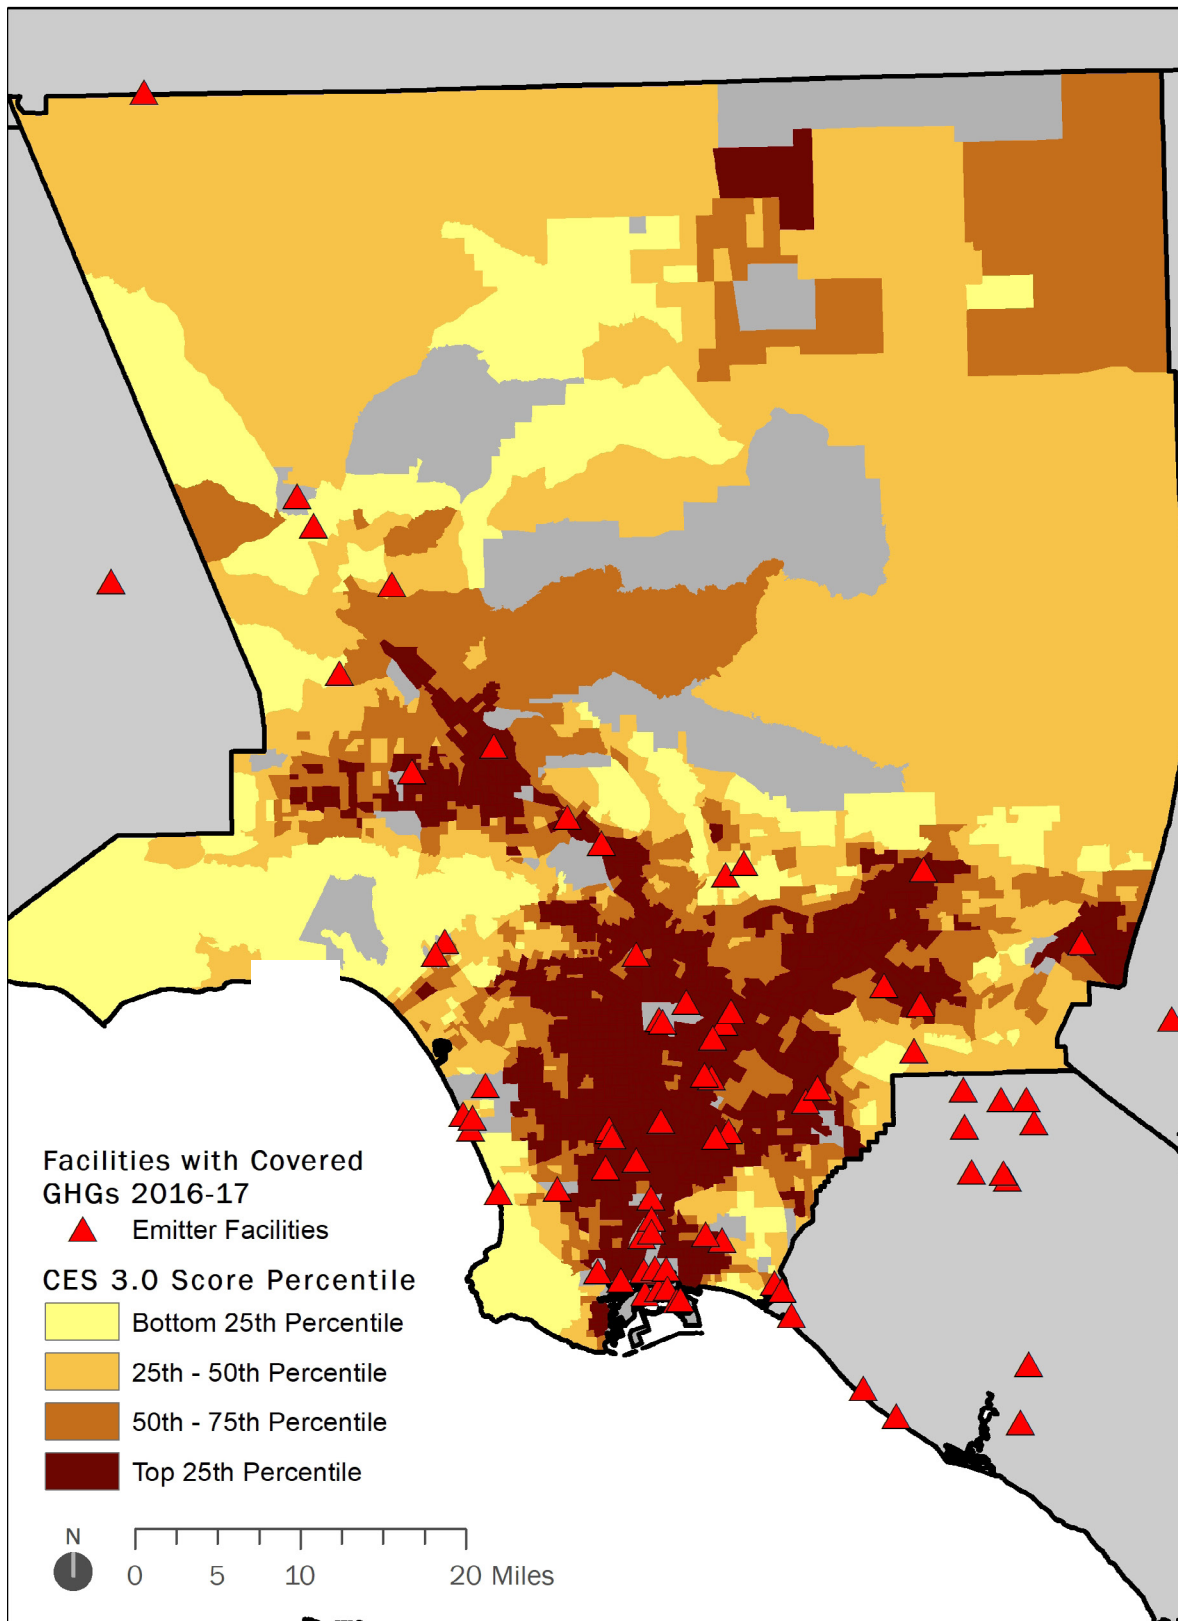 Facilities with Covered
GHGs 2016-17
Emitter Facilities
CES 3.0 Score Percentile
Bottom 25th Percentile
25th - 50th Percentile
50th - 75th Percentile
Top 25th Percentile
N
0 5 10 20 Miles